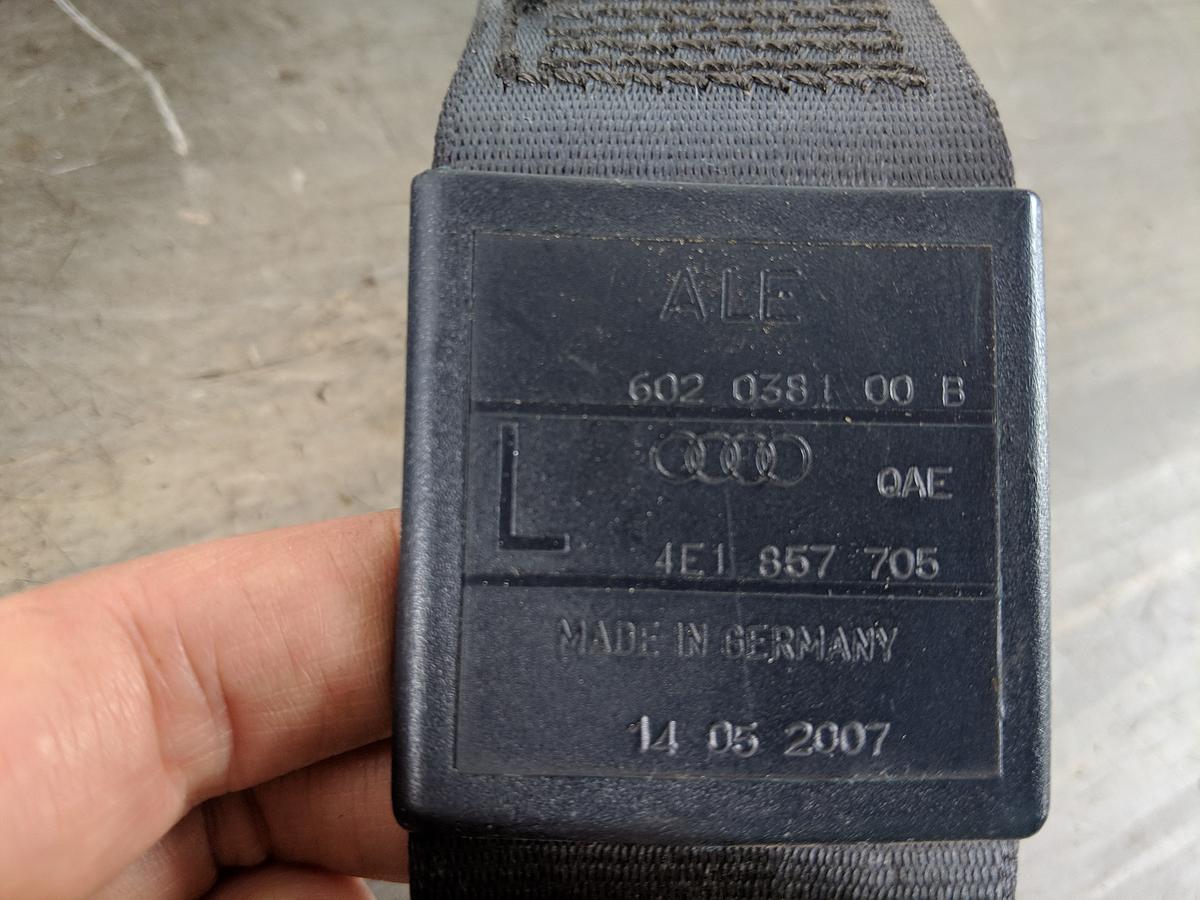 ALE
602 0381 00 B
L
QAE
4E1 857 705
MADE IN GERMANY
14 05 2007